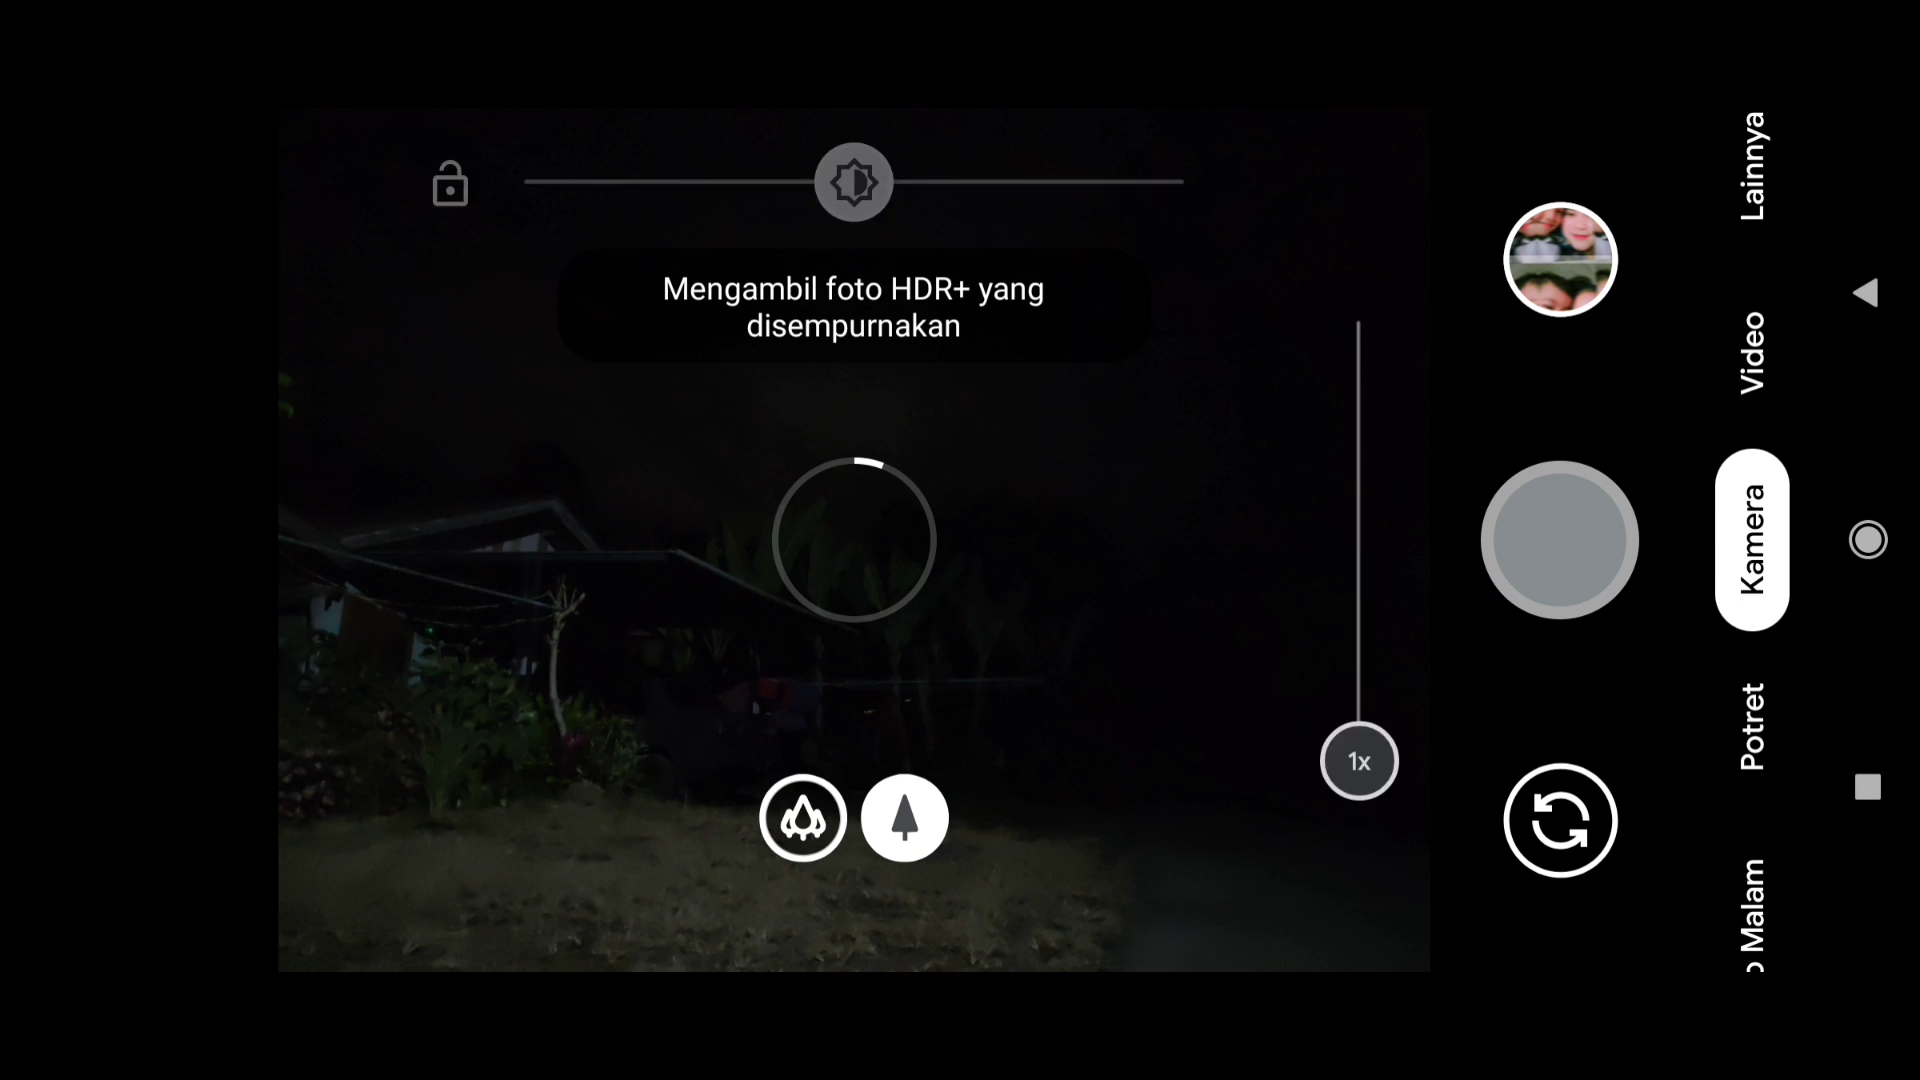 Mengambil foto HDR+ yang
disempurnakan
1x
Lainnya
Video
Kamera
Potret
Malam